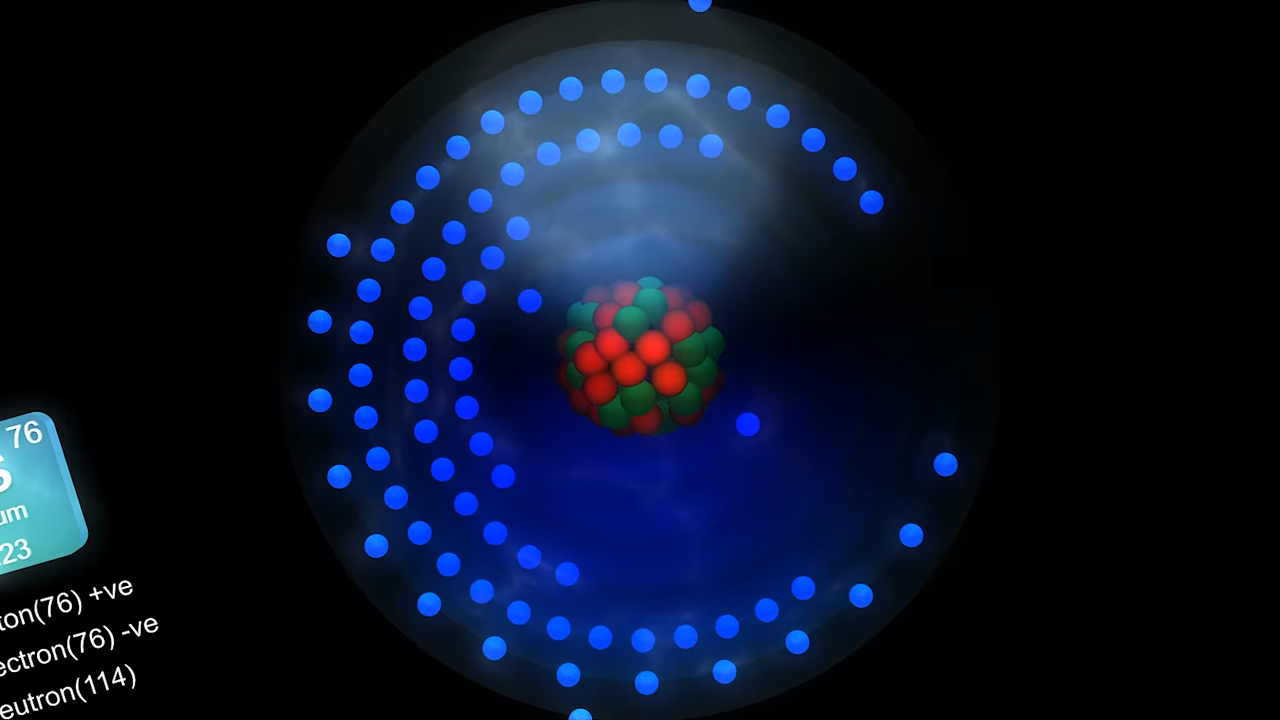 76
s
um
23
ton(76) +ve
ectron(76) -ve
eutron(114)